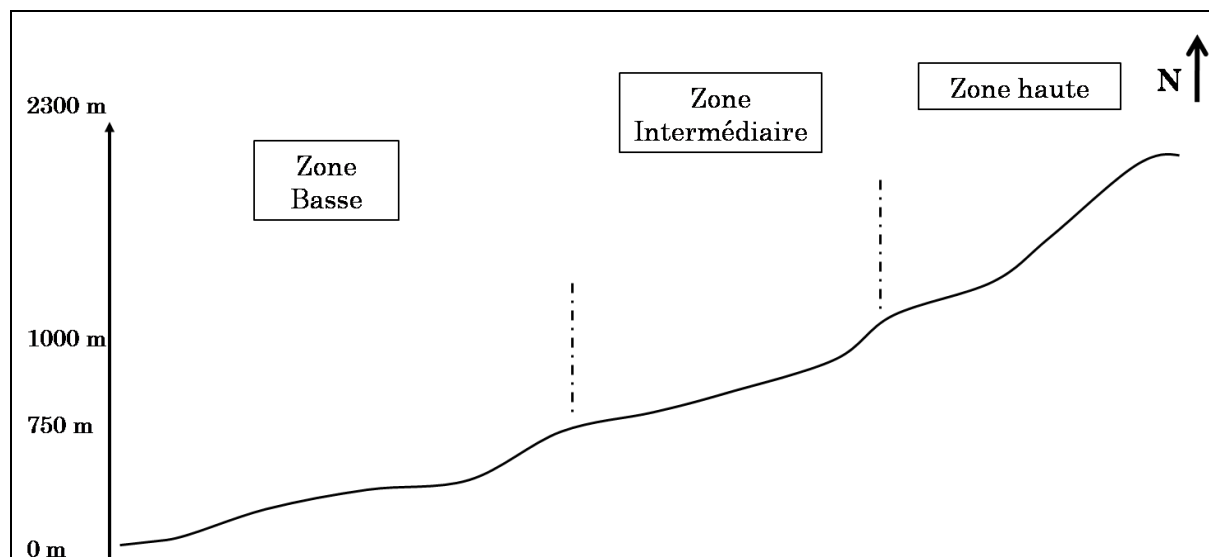 N
Zone haute
Zone
Intermédiaire
2300 m
Zone
Basse
1000 m
750 m
0 m